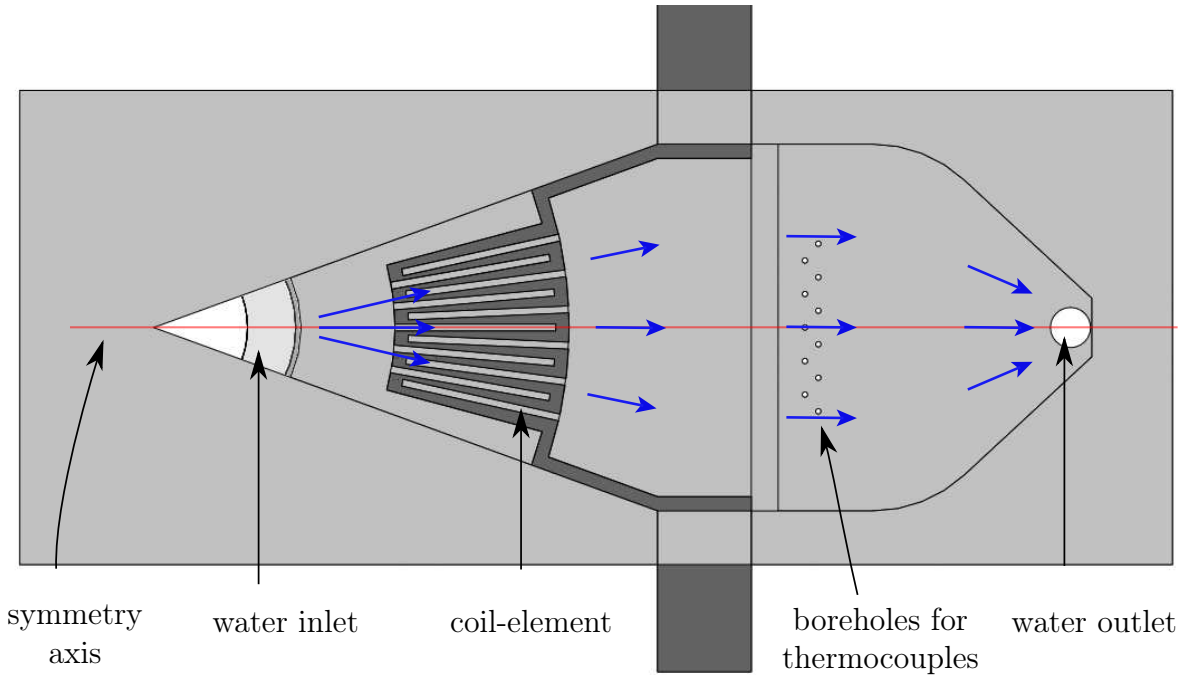 symmetry
axis
water inlet
coil-element
boreholes for
thermocouples
water outlet